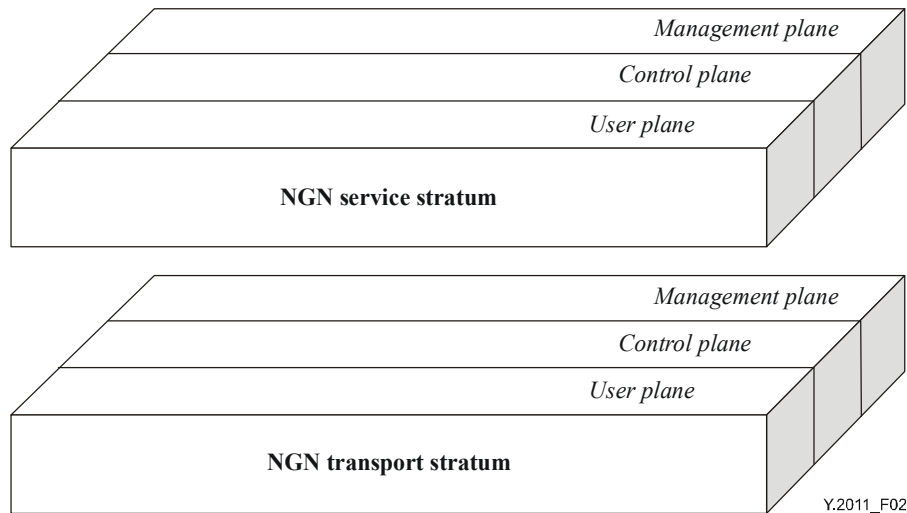 Management plane
Control plane
User plane
NGN service stratum
Management plane
Control plane
User plane
NGN transport stratum
Y.2011_F02